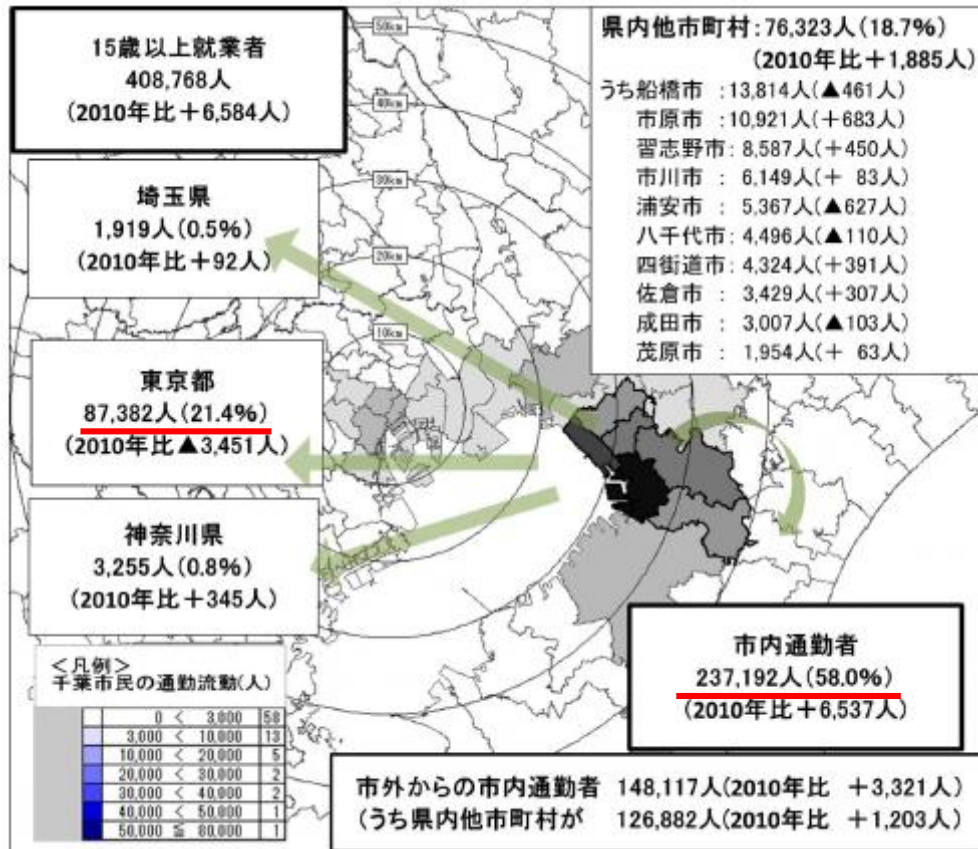 15歳以上就業者
408,768人
(2010年比＋6,584人)
県内他市町村：76,323人(18.7%)
(2010年比＋1,885人)
うち船橋市 ：13,814人(▲461人)
市原市：10,921人(＋683人)
習志野市：8,587人(＋450人)
市川市 ： 6,149人(＋ 83人)
浦安市 ： 5,367人(▲627人)
八千代市：4,496人(▲110人)
四街道市：4,324人(＋391人)
佐倉市 ： 3,429人(＋307人)
成田市 ： 3,007人(▲103人)
茂原市 ： 1,954人(＋ 63人)
50km
40km
30km
20km
10km
埼玉県
1,919人(0.5%)
(2010年比＋92人)
東京都
87,382人(21.4%)
(2010年比▲3,451人)
神奈川県
3,255人(0.8%)
(2010年比＋345人)
市内通勤者
237,192人(58.0%)
(2010年比＋6,537人)
＜凡例＞
千葉市民の通勤流動(人)
0 ＜ 3,000 58
3,000 ＜ 10,000 13
10,000 ＜ 20,000 5
20,000 ＜ 30,000 2
30,000 ＜ 40,000 2
40,000 ＜ 50,000 1
50,000 ≦ 80,000 1
市外からの市内通勤者 148,117人(2010年比 ＋3,321人)
(うち県内他市町村が 126,882人(2010年比 ＋1,203人)